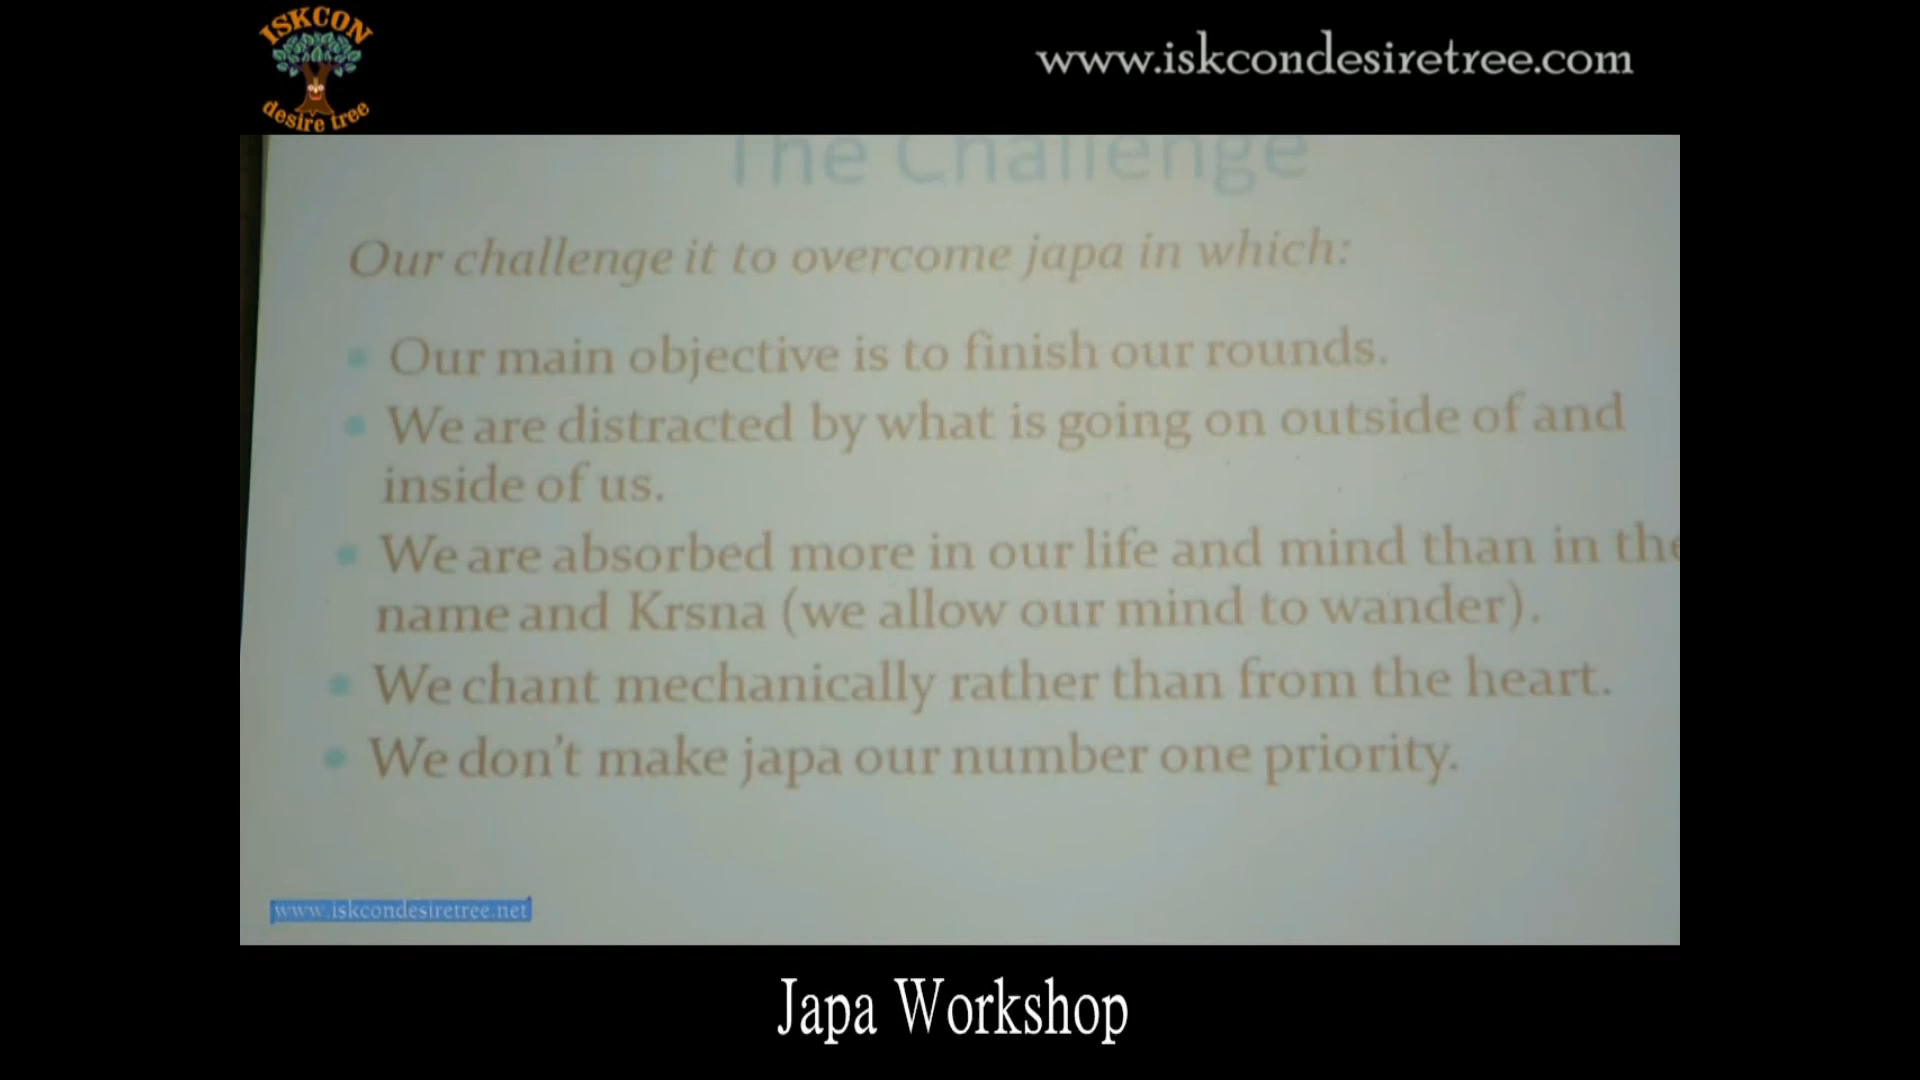 ISKCON
desire tree
www.iskcondesiretree.com
The Challenge
Our challenge it to overcome japa in which:
Our main objective is to finish our rounds.
We are distracted by what is going on outside of and
inside of us.
We are absorbed more in our life and mind than in the
name and Krsna (we allow our mind to wander).
We chant mechanically rather than from the heart.
We don't make japa our number one priority.
www.iskcondesiretree.net
Japa Workshop